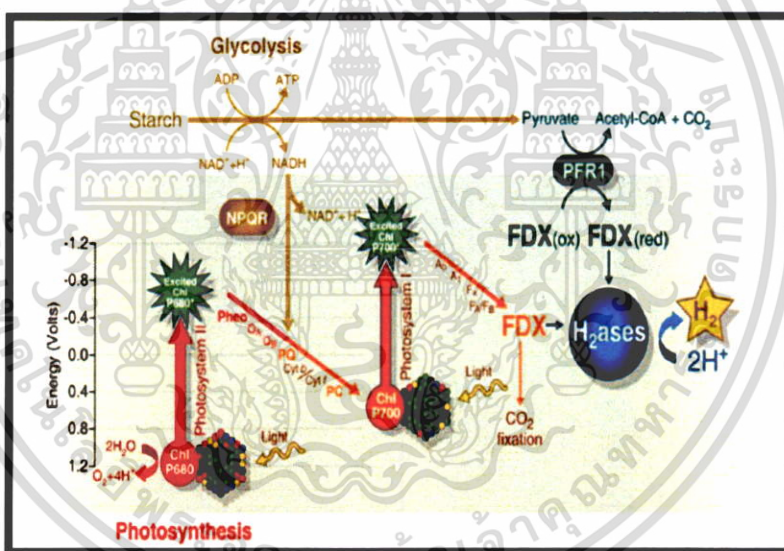 Glycolysis
ADP ATP
Starch
Pyruvate Acetyl-CoA + CO2
NAD++H+ NADH
PFR1
NPQR
NAD++H+
FDX(ox) FDX(red)
Energy (Volts)
-1.2
-0.8
-0.4
0.0
0.4
0.8
1.2
Excited
Chl
P680*
Excited
Chl
P700*
Photosystem II
Photosystem I
Pheo
PQ
PC
FDX
H2ases
H2
2H+
Chl
P700
Light
CO2
fixation
2H2O
O2+4H+
Chl
P680
Light
Photosynthesis